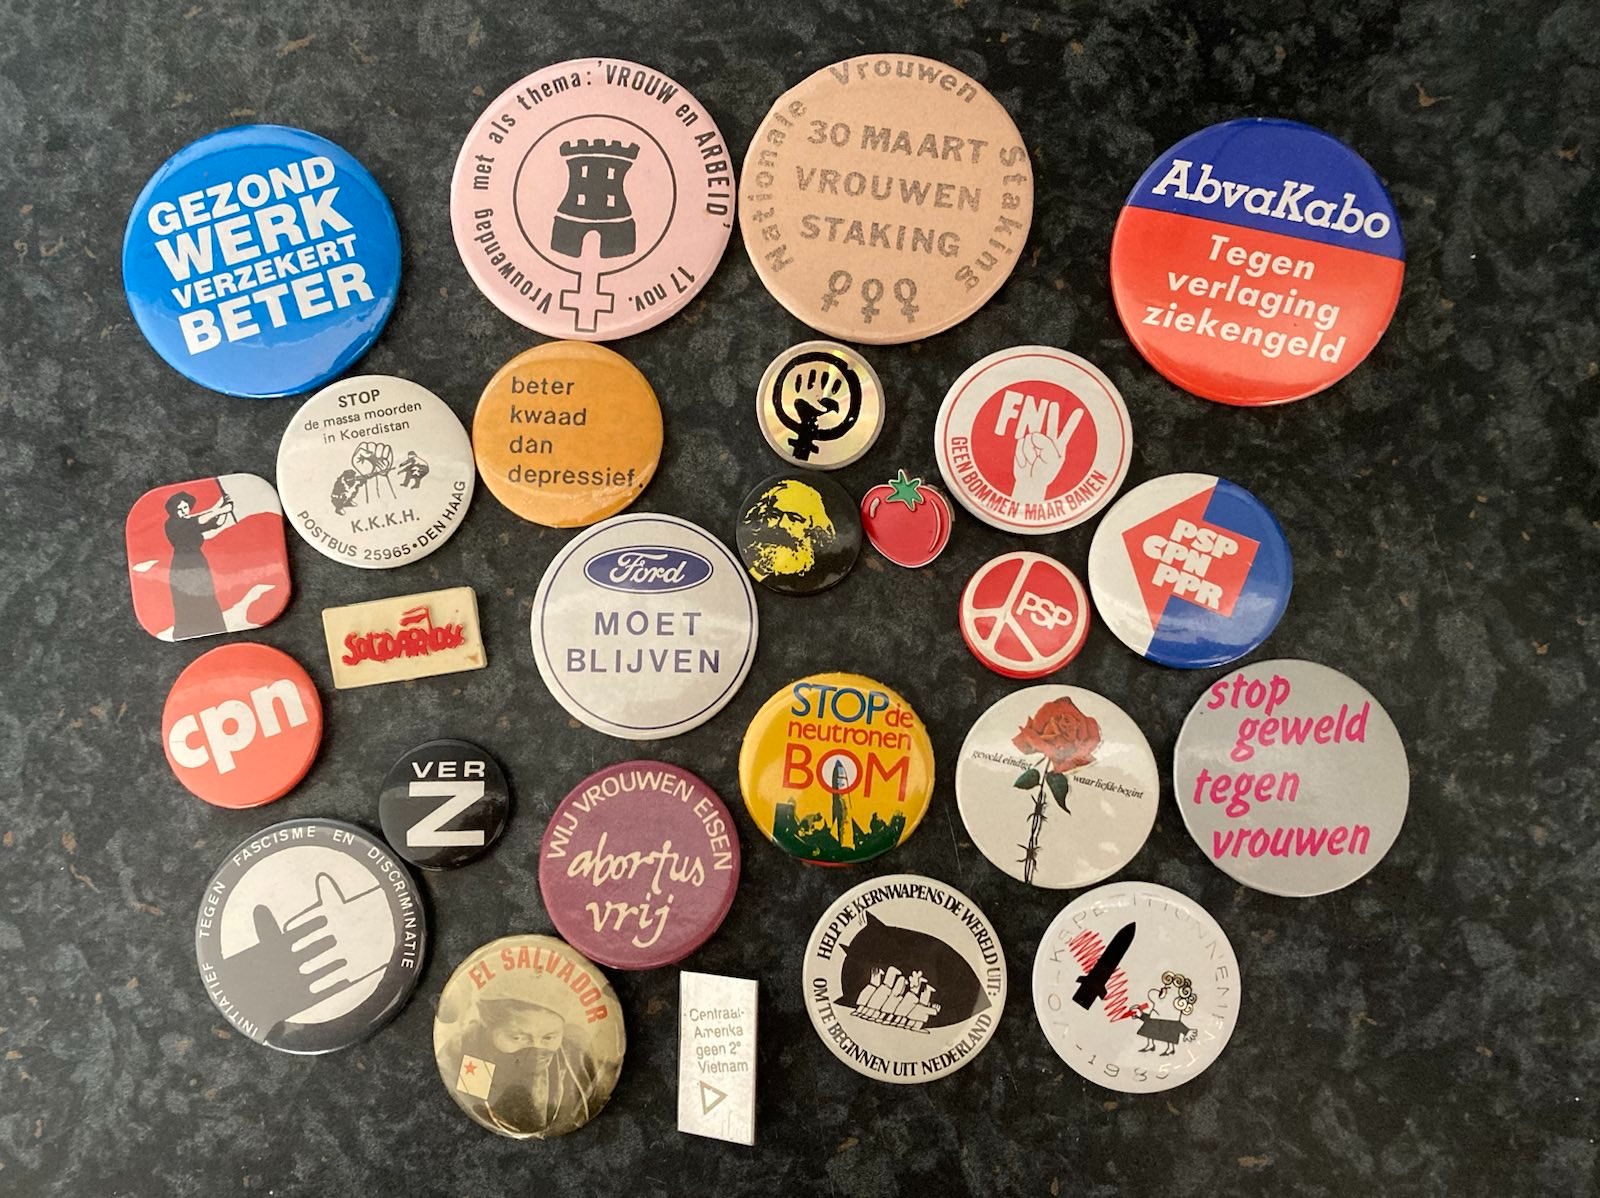 GEZOND
WERK
VERZEKERT
BETER
Vrouwendag met als thema: 'VROUW en ARBEID'
17 nov.
Nationale Vrouwen Staking
30 MAART
VROUWEN
STAKING
AbvaKabo
Tegen
verlaging
ziekengeld
STOP
de massa moorden
in Koerdistan
K.K.K.H.
POSTBUS 25965•DEN HAAG
beter
kwaad
dan
depressief.
FNV
GEEN BOMMEN MAAR BANEN
PSP
CPN
PPR
PSP
Ford
MOET
BLIJVEN
SOLIDARNOŚĆ
cpn
VER
Z
STOP de
neutronen
BOM
geweld eindigt
waar liefde begint
stop
geweld
tegen
vrouwen
INITIATIEF TEGEN FASCISME EN DISCRIMINATIE
WIJ VROUWEN EISEN
abortus
vrij
EL SALVADOR
Centraal-
Amerika
geen 2e
Vietnam
HELP DE KERNWAPENS DE WERELD UIT:
OM TE BEGINNEN UIT NEDERLAND
VOLKSPETITIONNEMENT
-1985-